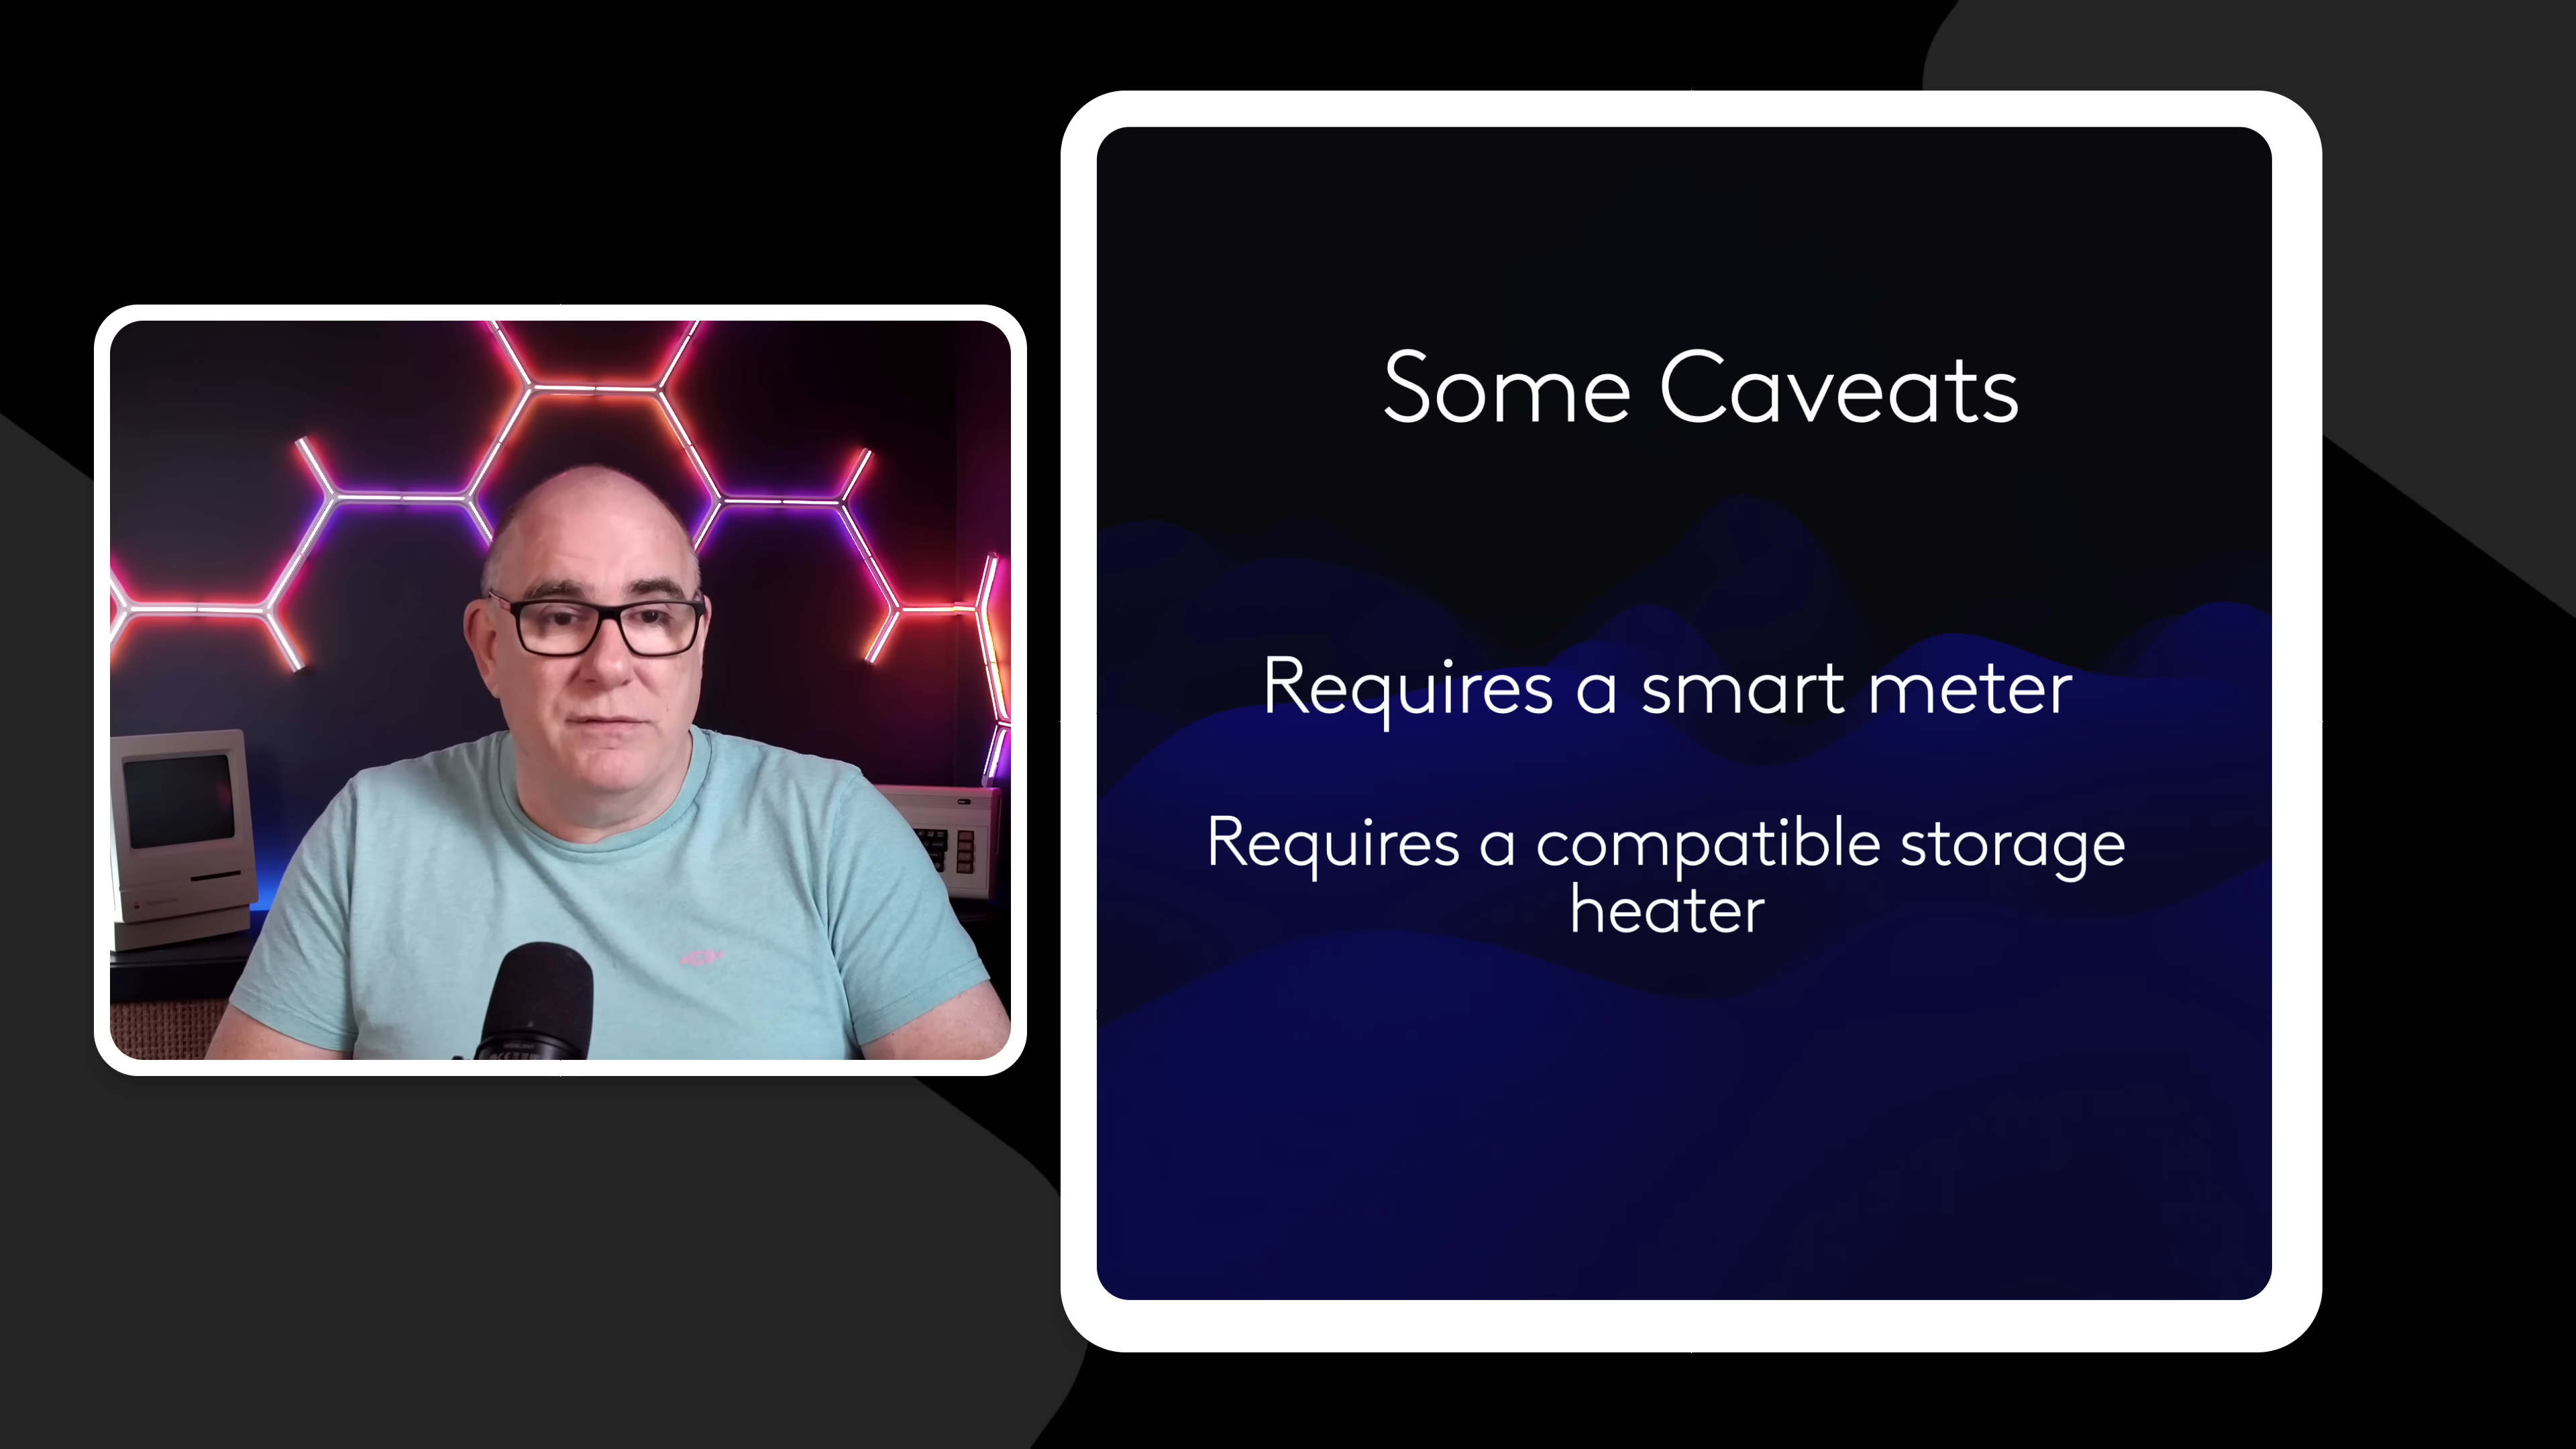 Some Caveats
Requires a smart meter
Requires a compatible storage
heater